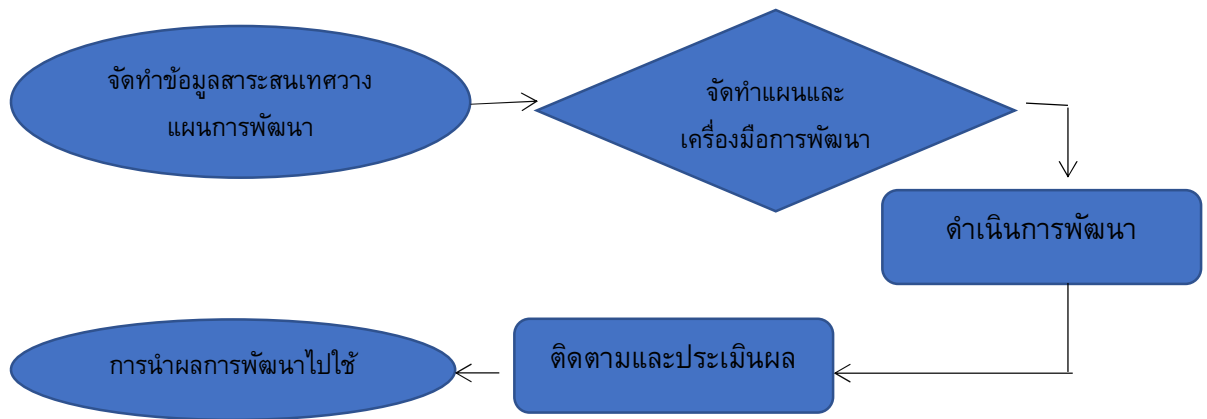 จัดทำข้อมูลสาระสนเทศวาง
แผนการพัฒนา
จัดทำแผนและ
เครื่องมือการพัฒนา
ดำเนินการพัฒนา
ติดตามและประเมินผล
การนำผลการพัฒนาไปใช้